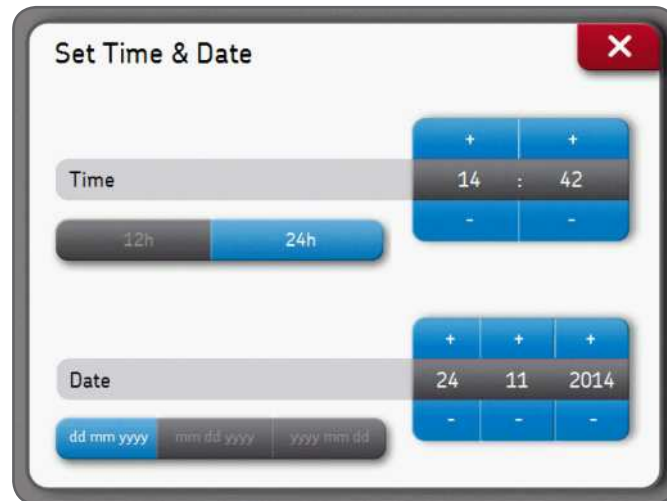 Set Time & Date
+ +
Time 14 : 42
- -
12h 24h
+ + +
Date 24 11 2014
- - -
dd mm yyyy mm dd yyyy yyyy mm dd